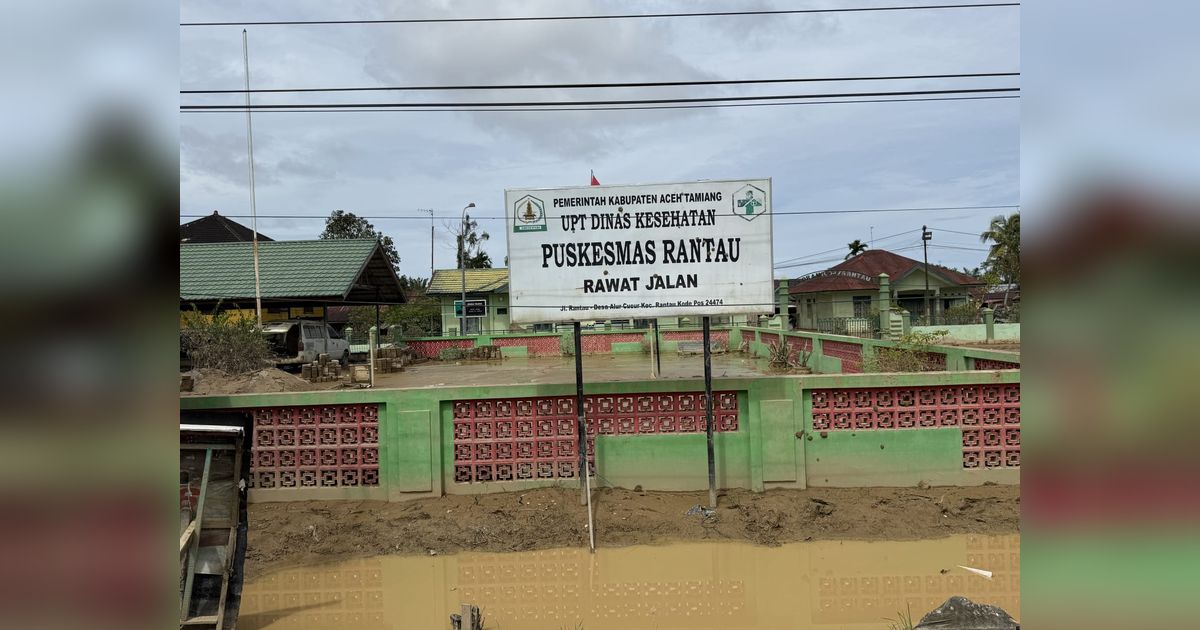 PEMERINTAH KABUPATEN ACEH TAMIANG
UPT DINAS KESEHATAN
PUSKESMAS RANTAU
RAWAT JALAN
Jl. Rantau - Desa Alur Cucur Kec. Rantau Kode Pos 24474